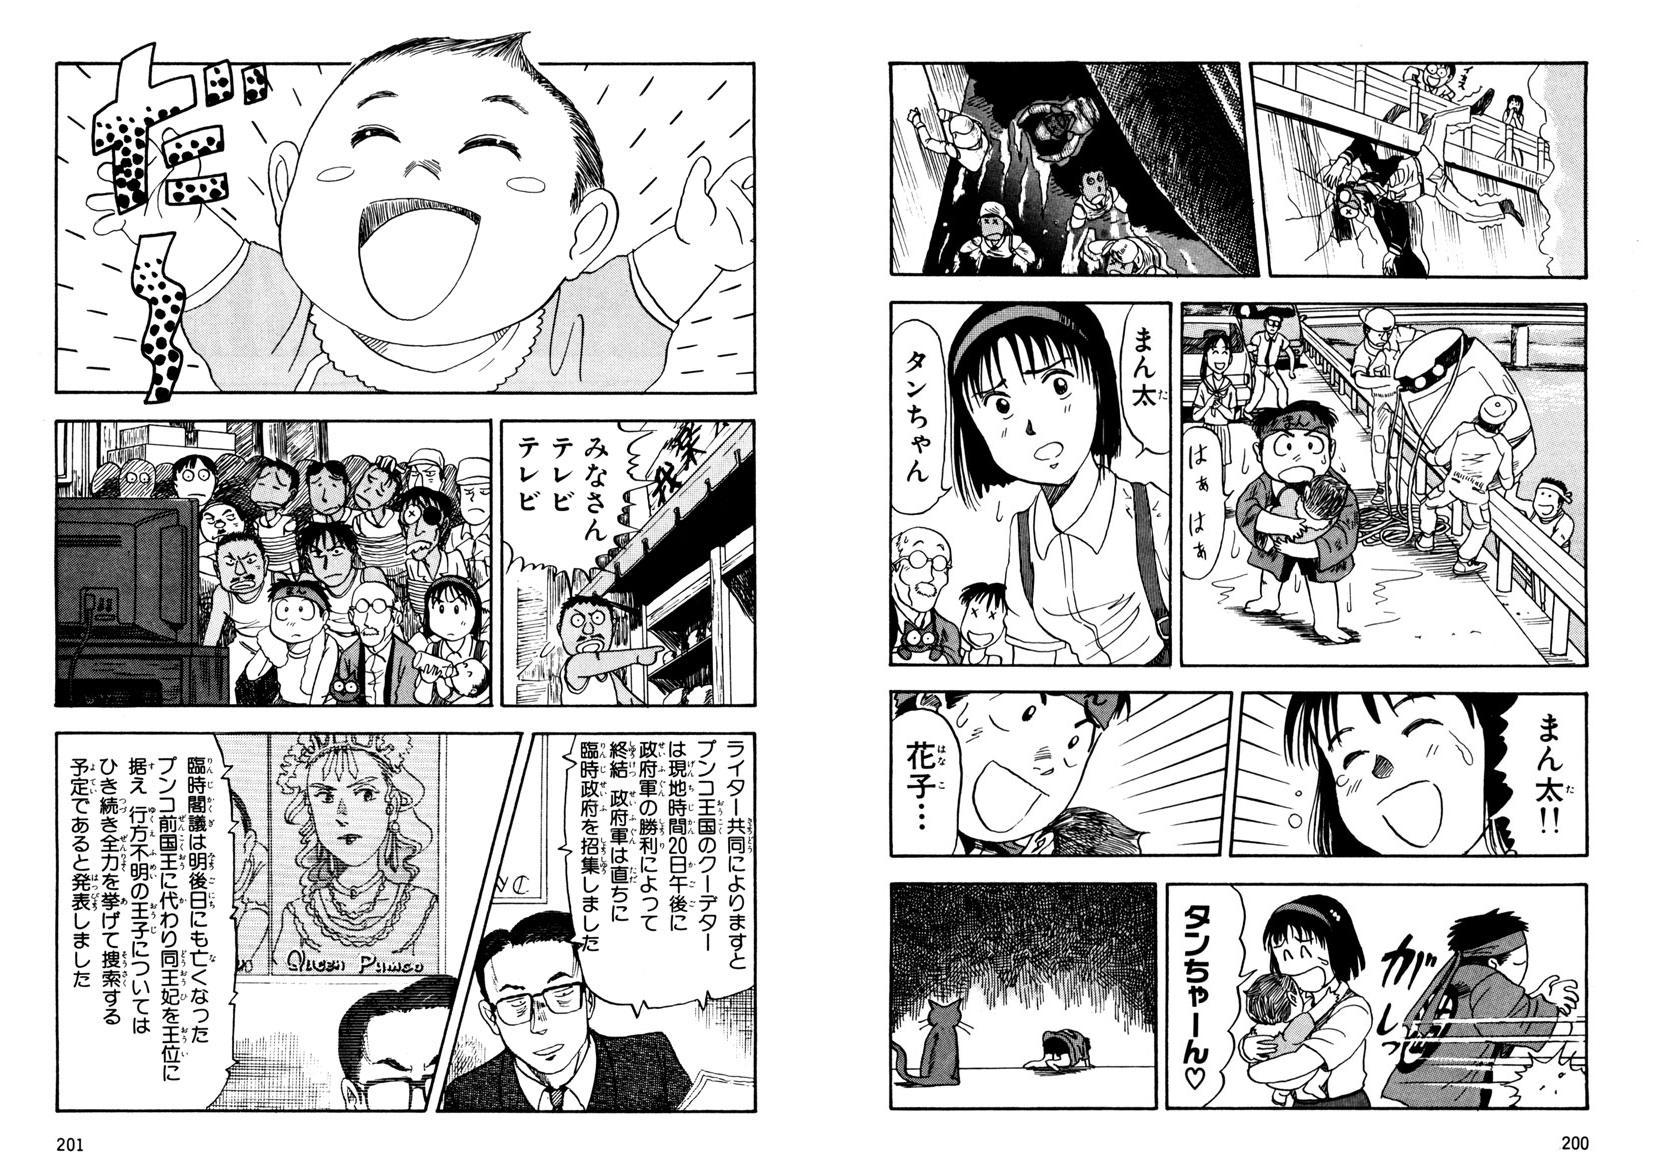 はぁ
はぁ
まん太
タンちゃん
まん太!!
花子…
ガ
しっ
タンちゃーん♡
200
みなさん
テレビ
テレビ
ライター共同によりますと
プンコ王国のクーデター
は現地時間20日午後に
政府軍の勝利によって
終結 政府軍は直ちに
臨時政府を招集しました
Queen Punco
臨時閣議は明後日にも亡くなった
プンコ前国王に代わり同王妃を王位に
据え 行方不明の王子については
ひき続き全力を挙げて捜索する
予定であると発表しました
201